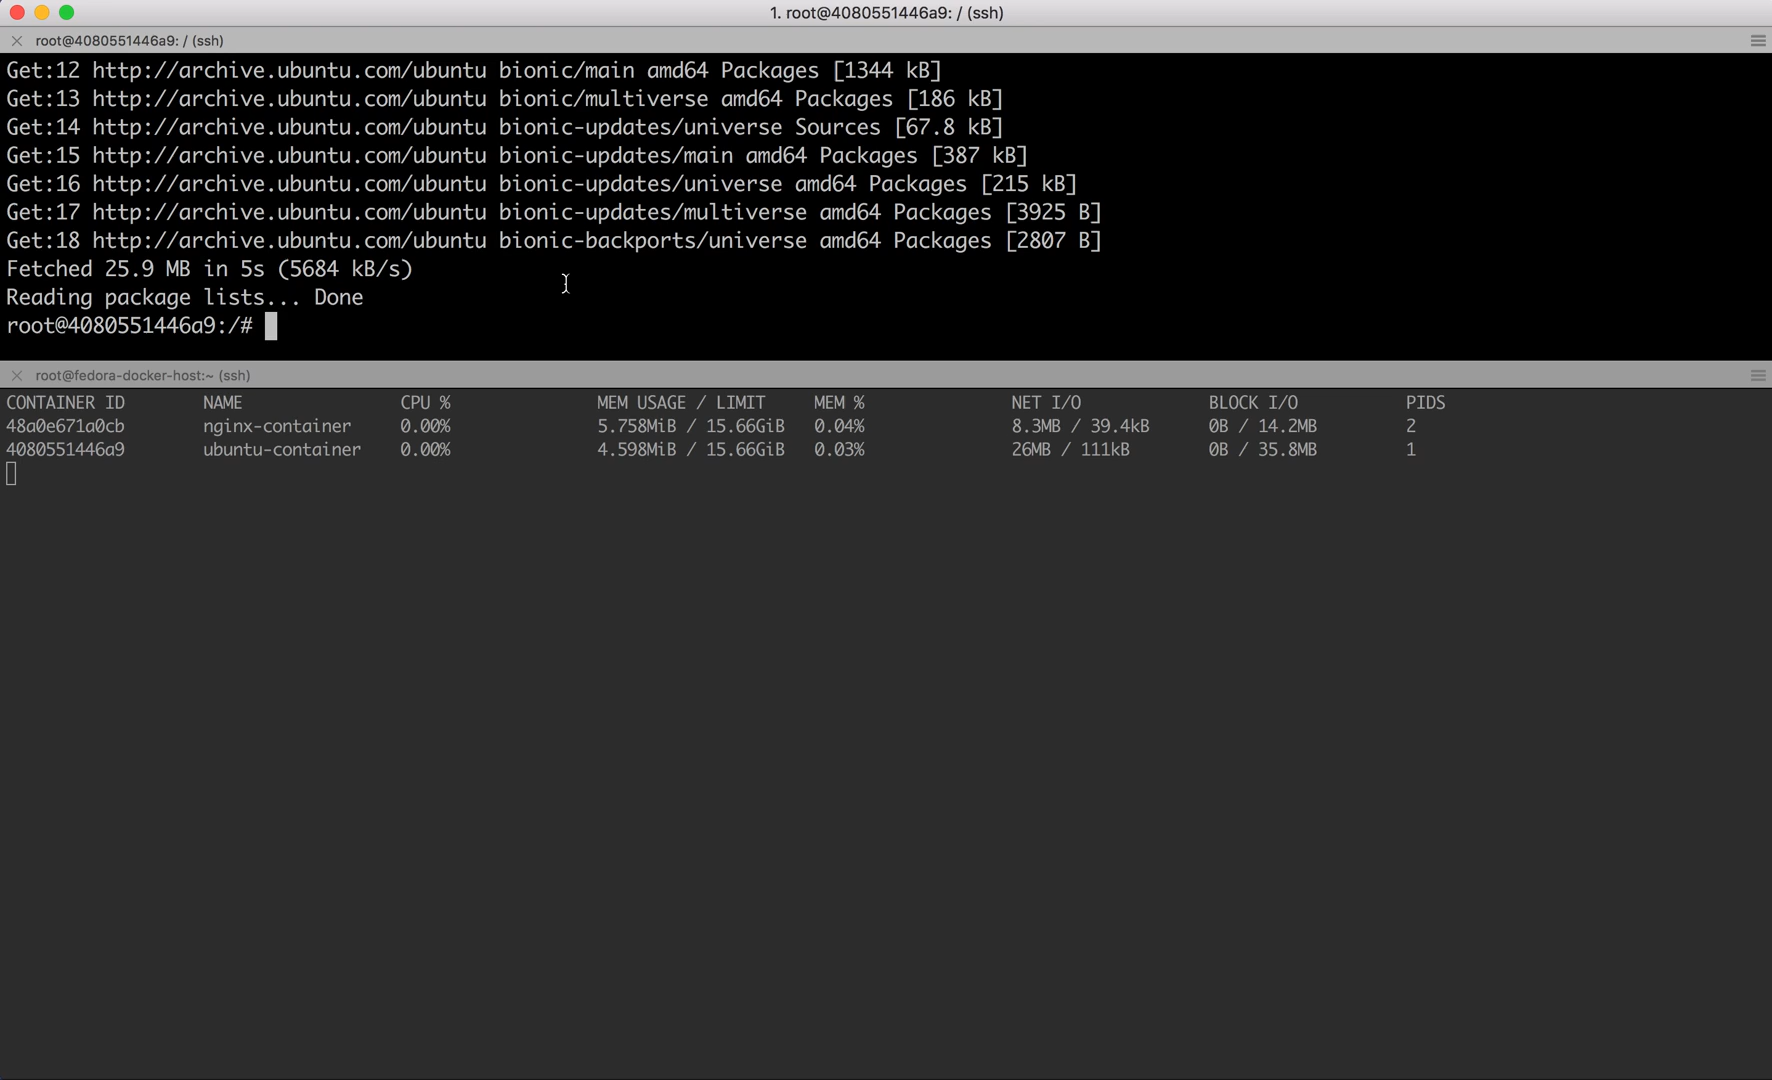 1. root@4080551446a9: / (ssh)
root@4080551446a9: / (ssh)
Get:12 http://archive.ubuntu.com/ubuntu bionic/main amd64 Packages [1344 kB]
Get:13 http://archive.ubuntu.com/ubuntu bionic/multiverse amd64 Packages [186 kB]
Get:14 http://archive.ubuntu.com/ubuntu bionic-updates/universe Sources [67.8 kB]
Get:15 http://archive.ubuntu.com/ubuntu bionic-updates/main amd64 Packages [387 kB]
Get:16 http://archive.ubuntu.com/ubuntu bionic-updates/universe amd64 Packages [215 kB]
Get:17 http://archive.ubuntu.com/ubuntu bionic-updates/multiverse amd64 Packages [3925 B]
Get:18 http://archive.ubuntu.com/ubuntu bionic-backports/universe amd64 Packages [2807 B]
Fetched 25.9 MB in 5s (5684 kB/s)
Reading package lists... Done
root@4080551446a9:/#
root@fedora-docker-host:~ (ssh)
CONTAINER ID NAME CPU % MEM USAGE / LIMIT MEM % NET I/O BLOCK I/O PIDS
48a0e671a0cb nginx-container 0.00% 5.758MiB / 15.66GiB 0.04% 8.3MB / 39.4kB 0B / 14.2MB 2
4080551446a9 ubuntu-container 0.00% 4.598MiB / 15.66GiB 0.03% 26MB / 111kB 0B / 35.8MB 1